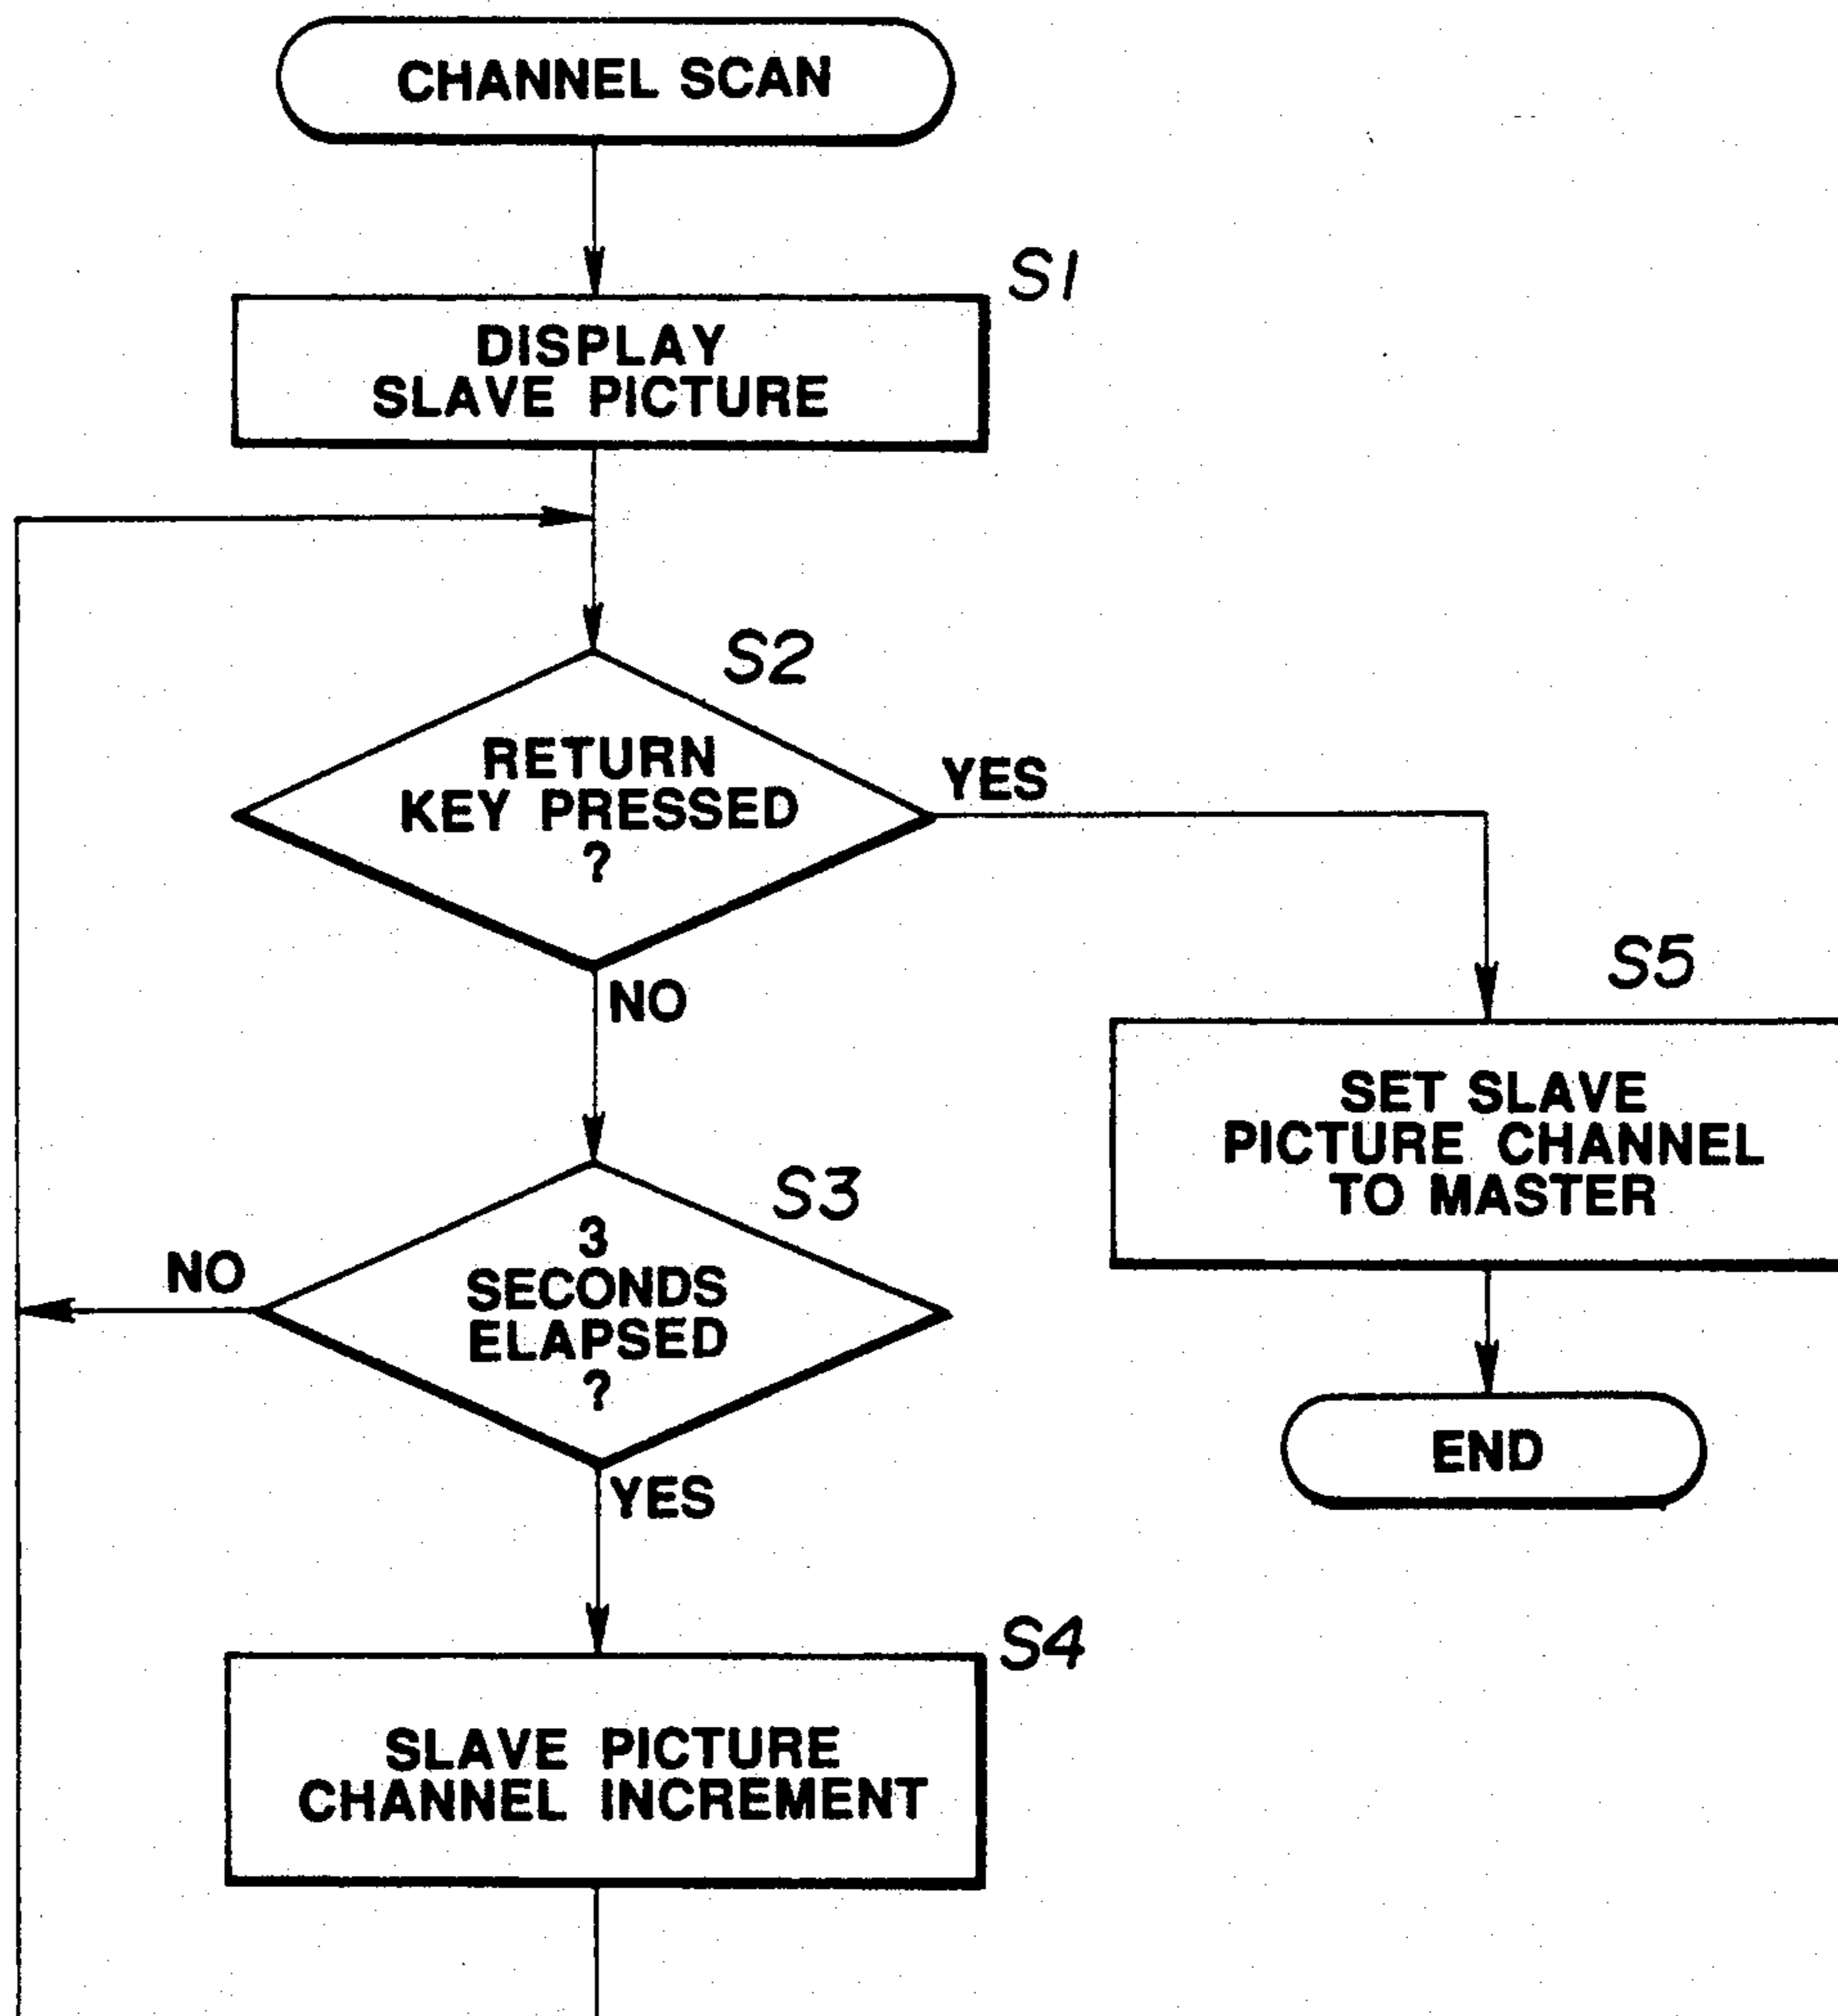 CHANNEL SCAN
S1
DISPLAY
SLAVE PICTURE
S2
RETURN
KEY PRESSED
?
YES
NO
S5
SET SLAVE
PICTURE CHANNEL
TO MASTER
S3
3
SECONDS
ELAPSED
?
NO
YES
END
S4
SLAVE PICTURE
CHANNEL INCREMENT